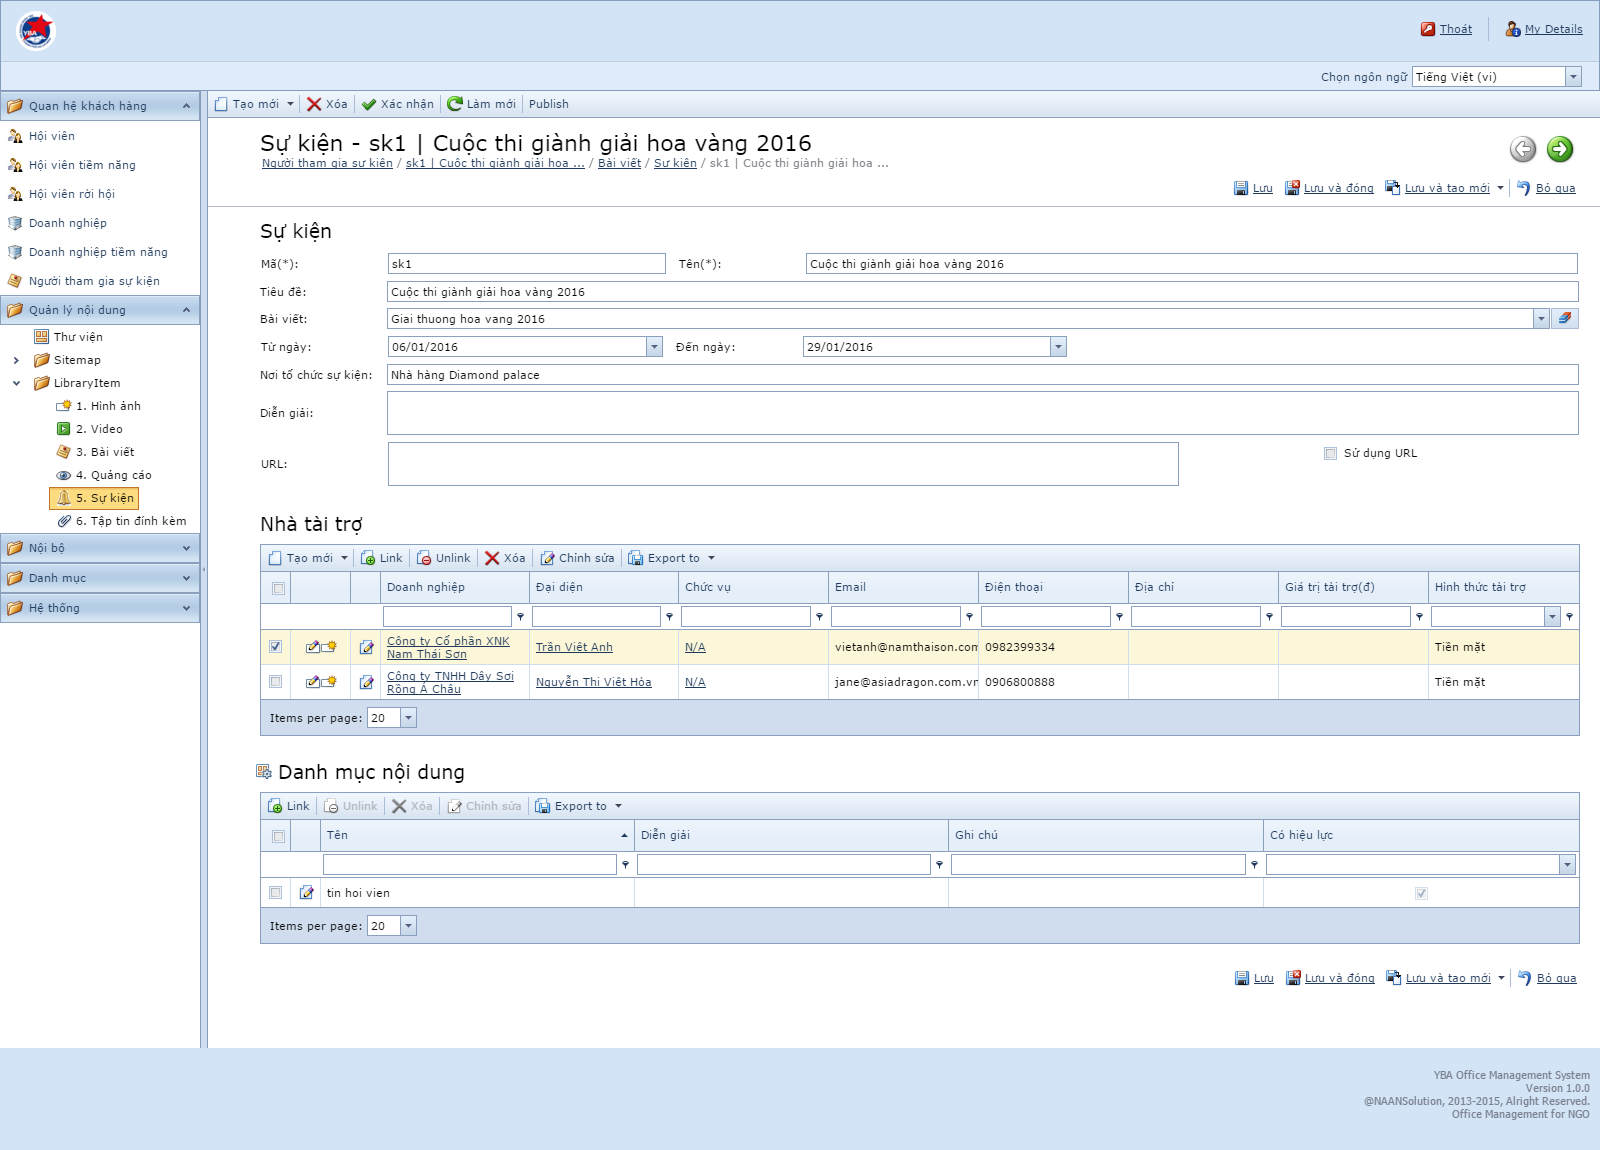 YBA
Thoát
My Details
Chọn ngôn ngữ Tiếng Việt (vi)
Quan hệ khách hàng
Hội viên
Hội viên tiềm năng
Hội viên rời hội
Doanh nghiệp
Doanh nghiệp tiềm năng
Người tham gia sự kiện
Quản lý nội dung
Thư viện
Sitemap
LibraryItem
1. Hình ảnh
2. Video
3. Bài viết
4. Quảng cáo
5. Sự kiện
6. Tập tin đính kèm
Nội bộ
Danh mục
Hệ thống
Tạo mới Xóa Xác nhận Làm mới Publish
Sự kiện - sk1 | Cuộc thi giành giải hoa vàng 2016
Người tham gia sự kiện / sk1 | Cuộc thi giành giải hoa ... / Bài viết / Sự kiện / sk1 | Cuộc thi giành giải hoa ...
Lưu Lưu và đóng Lưu và tạo mới Bỏ qua
Sự kiện
Mã(*): sk1 Tên(*): Cuộc thi giành giải hoa vàng 2016
Tiêu đề: Cuộc thi giành giải hoa vàng 2016
Bài viết: Giai thuong hoa vang 2016
Từ ngày: 06/01/2016 Đến ngày: 29/01/2016
Nơi tổ chức sự kiện: Nhà hàng Diamond palace
Diễn giải:
URL: Sử dụng URL
Nhà tài trợ
Tạo mới Link Unlink Xóa Chỉnh sửa Export to
Doanh nghiệp Đại diện Chức vụ Email Điện thoại Địa chỉ Giá trị tài trợ(đ) Hình thức tài trợ
Công ty Cổ phần XNK Nam Thái Sơn Trần Việt Anh N/A vietanh@namthaison.com 0982399334 Tiền mặt
Công ty TNHH Dây Sợi Rồng Á Châu Nguyễn Thị Việt Hòa N/A jane@asiadragon.com.vn 0906800888 Tiền mặt
Items per page: 20
Danh mục nội dung
Link Unlink Xóa Chỉnh sửa Export to
Tên Diễn giải Ghi chú Có hiệu lực
tin hoi vien
Items per page: 20
Lưu Lưu và đóng Lưu và tạo mới Bỏ qua
YBA Office Management System
Version 1.0.0
@NAANSolution, 2013-2015, Alright Reserved.
Office Management for NGO